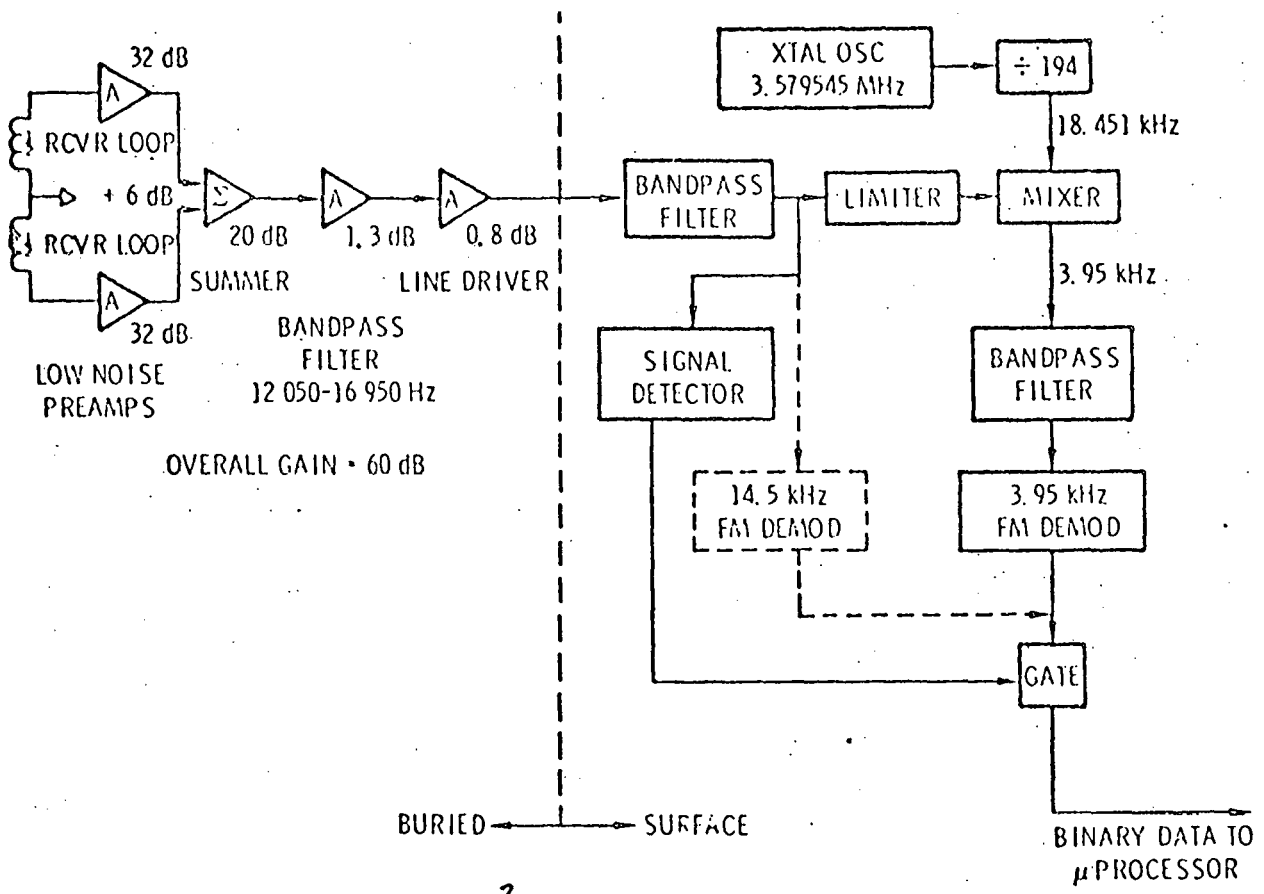 32 dB
A
RCVR LOOP
+ 6 dB
RCVR LOOP
A
32 dB
LOW NOISE
PREAMPS
Σ
20 dB
SUMMER
A
1.3 dB
A
0.8 dB
LINE DRIVER
BANDPASS
FILTER
12 050-16 950 Hz
OVERALL GAIN • 60 dB
XTAL OSC
3.579545 MHz
÷ 194
18.451 kHz
BANDPASS
FILTER
LIMITER
MIXER
3.95 kHz
SIGNAL
DETECTOR
BANDPASS
FILTER
14.5 kHz
FM DEMOD
3.95 kHz
FM DEMOD
GATE
BURIED
SURFACE
BINARY DATA TO
μPROCESSOR